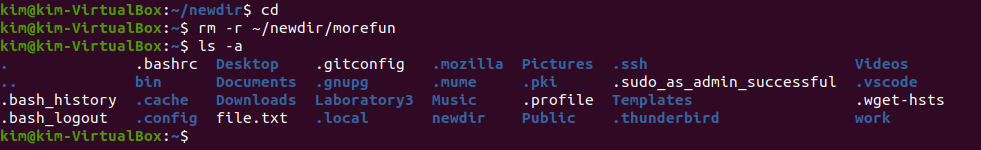 kim@kim-VirtualBox:~/newdir$ cd
kim@kim-VirtualBox:~$ rm -r ~/newdir/morefun
kim@kim-VirtualBox:~$ ls -a
. .bashrc Desktop .gitconfig .mozilla Pictures .ssh Videos
.. bin Documents .gnupg .mume .pki .sudo_as_admin_successful .vscode
.bash_history .cache Downloads Laboratory3 Music .profile Templates .wget-hsts
.bash_logout .config file.txt .local newdir Public .thunderbird work
kim@kim-VirtualBox:~$